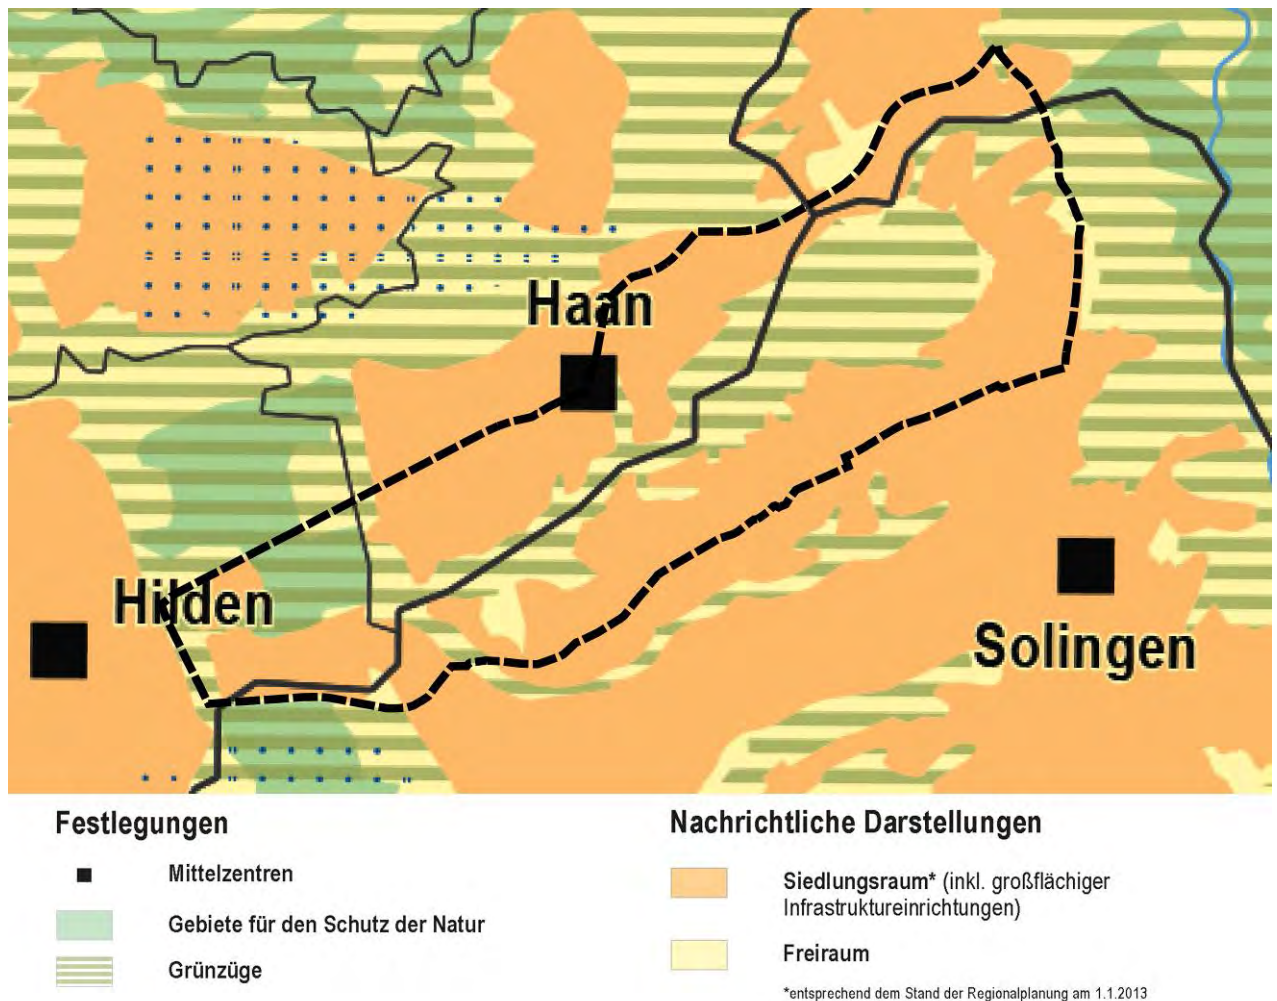 Haan
Hilden
Solingen
Festlegungen
Mittelzentren
Gebiete für den Schutz der Natur
Grünzüge
Nachrichtliche Darstellungen
Siedlungsraum* (inkl. großflächiger
Infrastruktureinrichtungen)
Freiraum
*entsprechend dem Stand der Regionalplanung am 1.1.2013